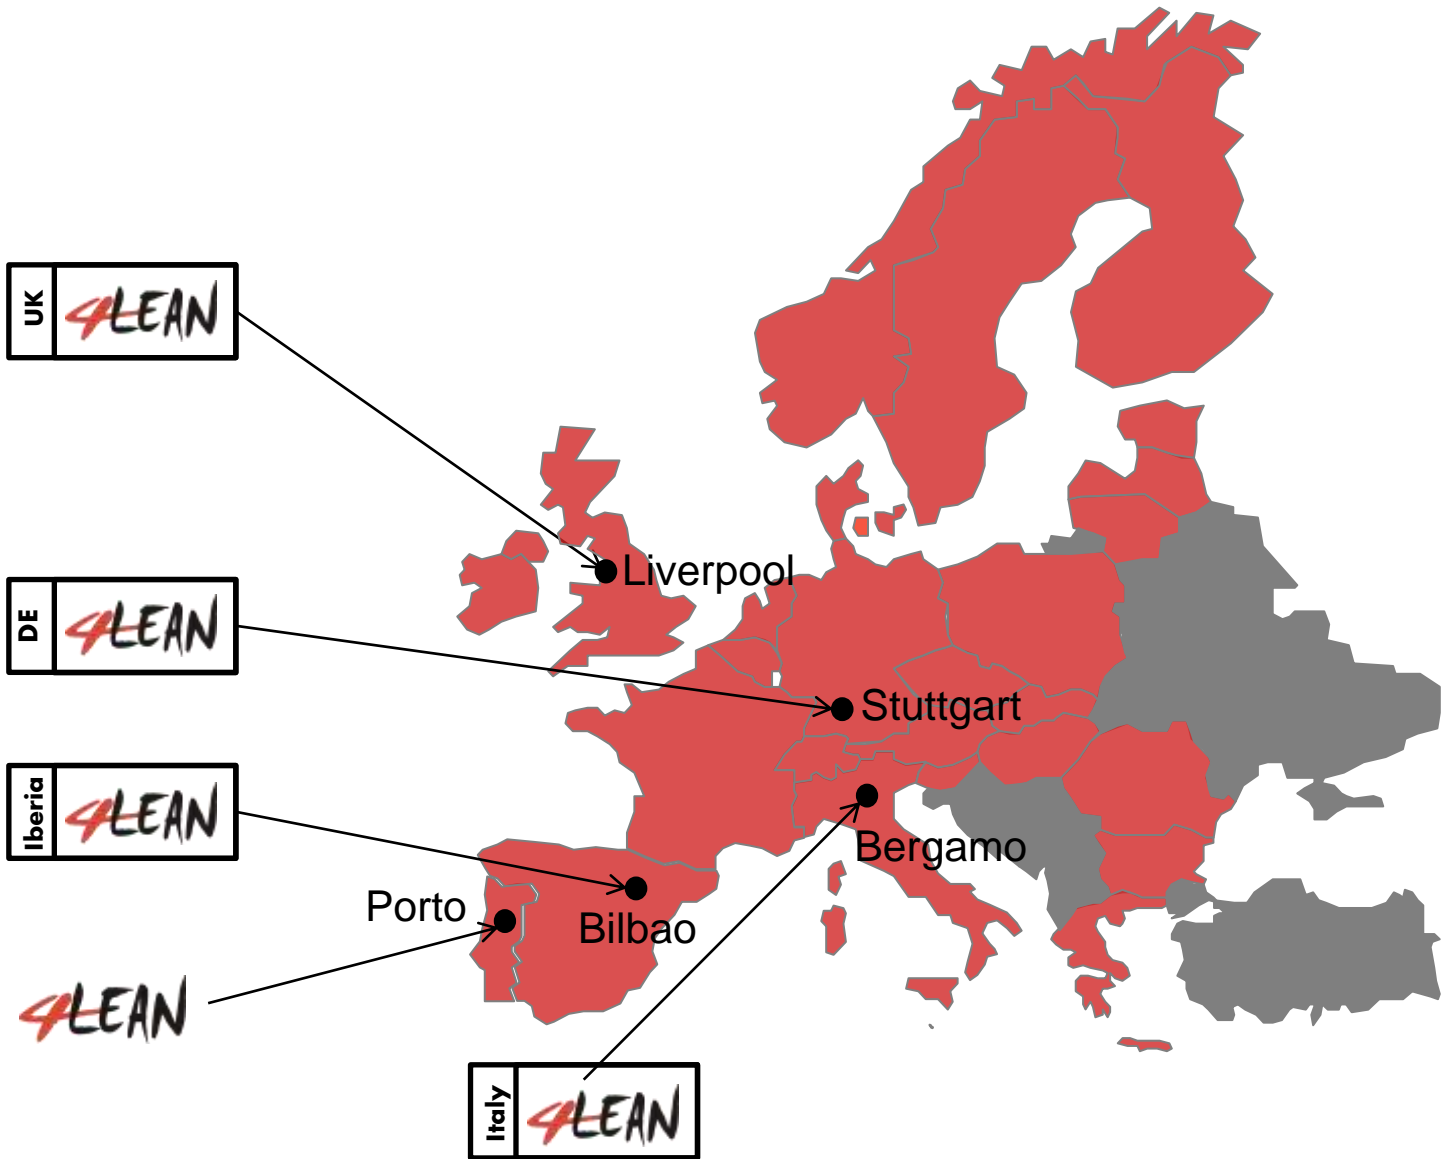 UK
4LEAN
Liverpool
DE
4LEAN
Stuttgart
Iberia
4LEAN
Bergamo
Porto
Bilbao
4LEAN
Italy
4LEAN